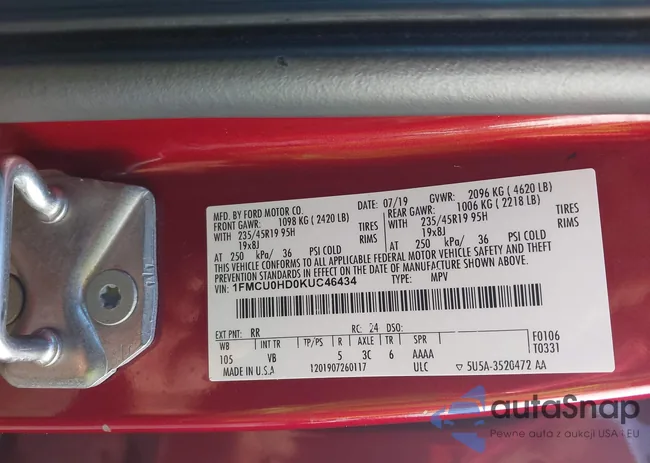 MFD. BY FORD MOTOR CO. DATE: 07/19 GVWR: 2096 KG ( 4620 LB)
FRONT GAWR: 1098 KG ( 2420 LB) REAR GAWR: 1006 KG ( 2218 LB)
WITH 235/45R19 95H TIRES WITH 235/45R19 95H TIRES
19x8J RIMS 19x8J RIMS
AT 250 kPa/ 36 PSI COLD AT 250 kPa/ 36 PSI COLD
THIS VEHICLE CONFORMS TO ALL APPLICABLE FEDERAL MOTOR VEHICLE SAFETY AND THEFT
PREVENTION STANDARDS IN EFFECT ON THE DATE OF MANUFACTURE SHOWN ABOVE.
VIN: 1FMCU0HD0KUC46434 TYPE: MPV
EXT PNT: RR RC: 24 DSO: F0106
WB INT TR TP/PS R AXLE TR SPR T0331
105 VB 5 3C 6 AAAA
MADE IN U.S.A 1201907260117 ULC 5U5A-3520472 AA
autoSnap
Pewne auta z aukcji USA i EU